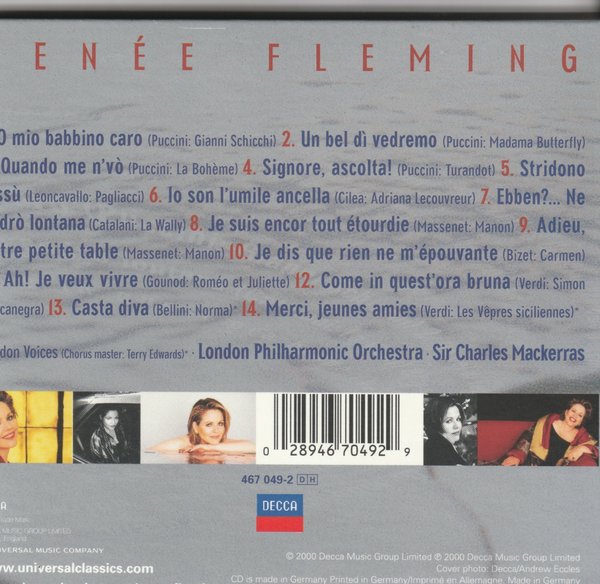 ENÉE FLEMING
O mio babbino caro (Puccini: Gianni Schicchi) 2. Un bel dì vedremo (Puccini: Madama Butterfly)
Quando me n'vò (Puccini: La Bohème) 4. Signore, ascolta! (Puccini: Turandot) 5. Stridono
ssù (Leoncavallo: Pagliacci) 6. Io son l'umile ancella (Cilea: Adriana Lecouvreur) 7. Ebben?... Ne
drò lontana (Catalani: La Wally) 8. Je suis encor tout étourdie (Massenet: Manon) 9. Adieu,
tre petite table (Massenet: Manon) 10. Je dis que rien ne m'épouvante (Bizet: Carmen)
Ah! Je veux vivre (Gounod: Roméo et Juliette) 12. Come in quest'ora bruna (Verdi: Simon
canegra) 13. Casta diva (Bellini: Norma)* 14. Merci, jeunes amies (Verdi: Les Vêpres siciliennes)*
don Voices (Chorus master: Terry Edwards)* · London Philharmonic Orchestra · Sir Charles Mackerras
0 28946 70492 9
467 049-2 DH
DECCA
CCA
MUSIC GROUP LIMITED
England
IVERSAL MUSIC COMPANY
ww.universalclassics.com
© 2000 Decca Music Group Limited ℗ 2000 Decca Music Group Limited
Cover photo: Decca/Andrew Eccles
CD is made in Germany Printed in Germany/Imprimé en Allemagne. Made in Germany